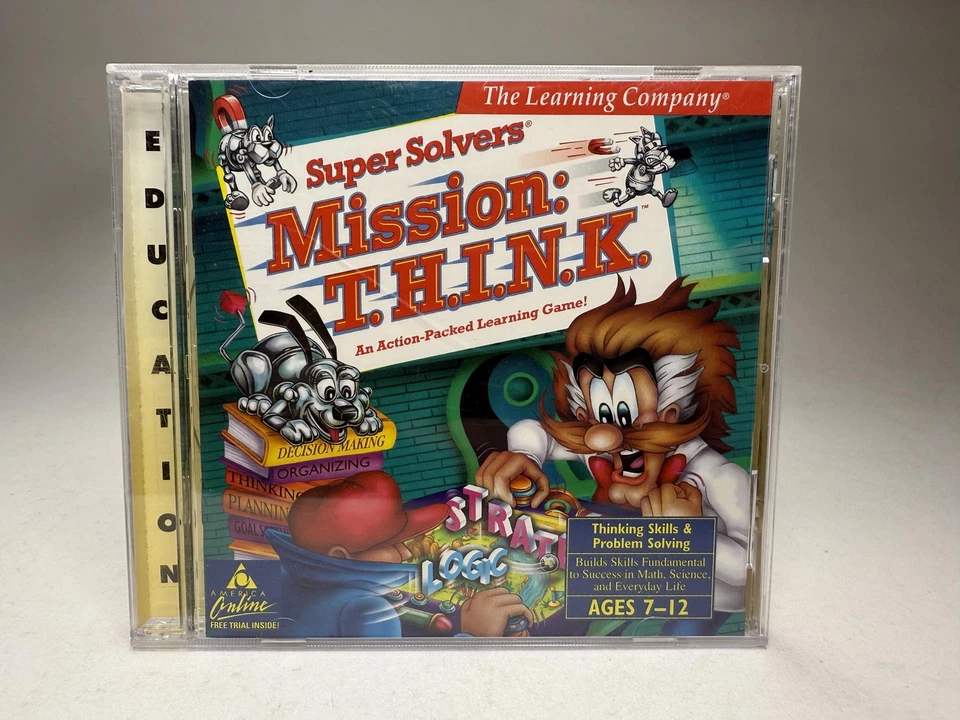 EDUCATION
The Learning Company®
Super Solvers®
Mission:
T.H.I.N.K.™
An Action-Packed Learning Game!
DECISION MAKING
ORGANIZING
THINKING
PLANNIN
GOAL S
STRAT
LOGIC
Thinking Skills &
Problem Solving
Builds Skills Fundamental
to Success in Math, Science,
and Everyday Life
AGES 7–12
AMERICA
Online
FREE TRIAL INSIDE!